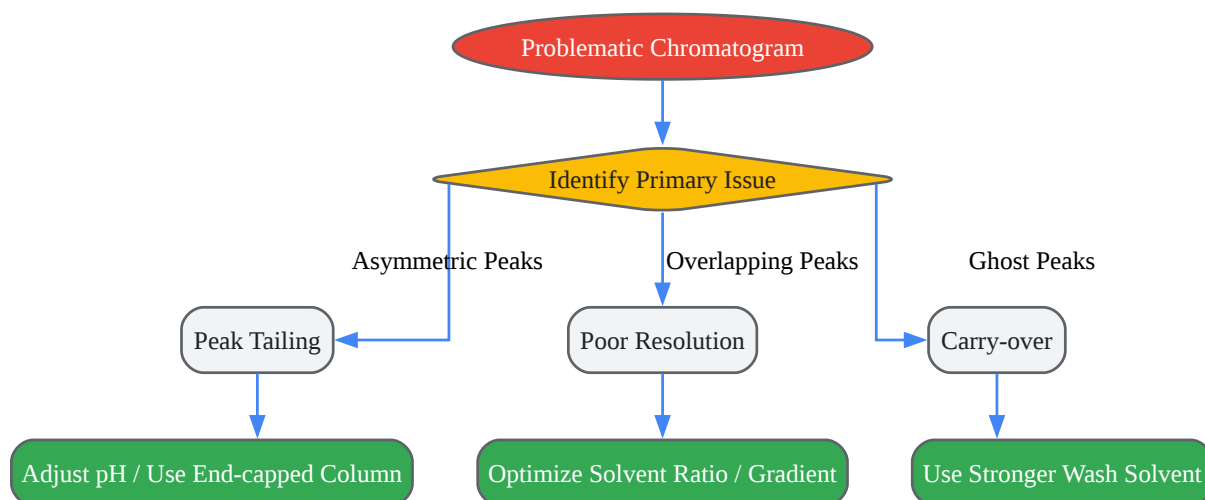 Problematic Chromatogram
Identify Primary Issue
Asymmetric Peaks
Overlapping Peaks
Ghost Peaks
Peak Tailing
Poor Resolution
Carry-over
Adjust pH / Use End-capped Column
Optimize Solvent Ratio / Gradient
Use Stronger Wash Solvent